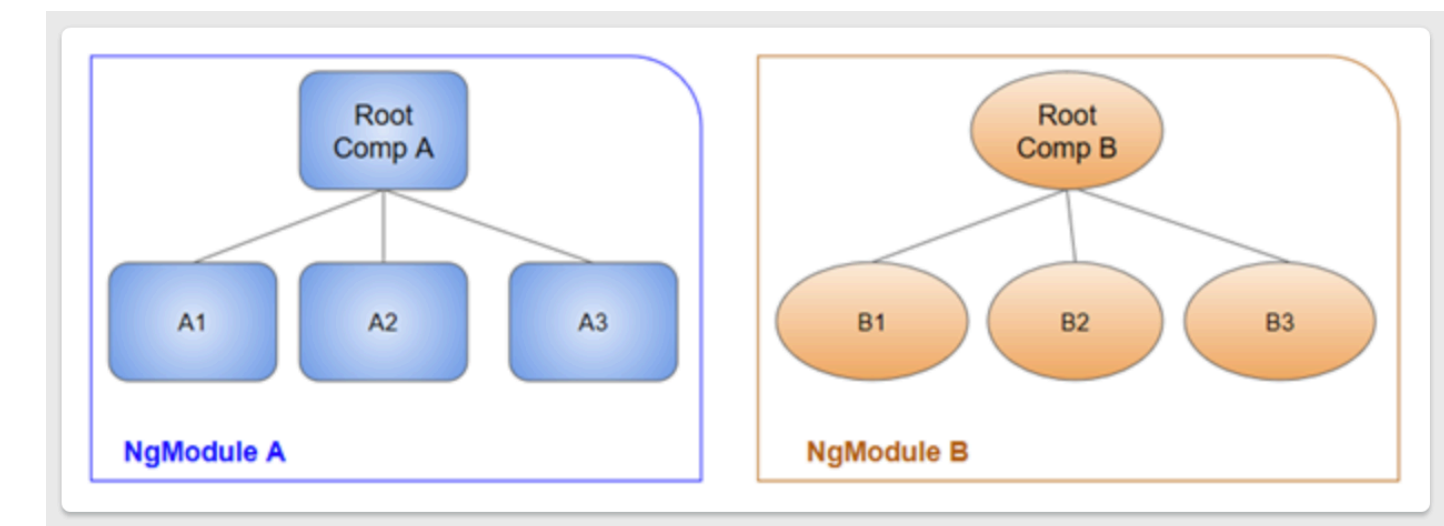 Root
Comp A
A1
A2
A3
NgModule A
Root
Comp B
B1
B2
B3
NgModule B